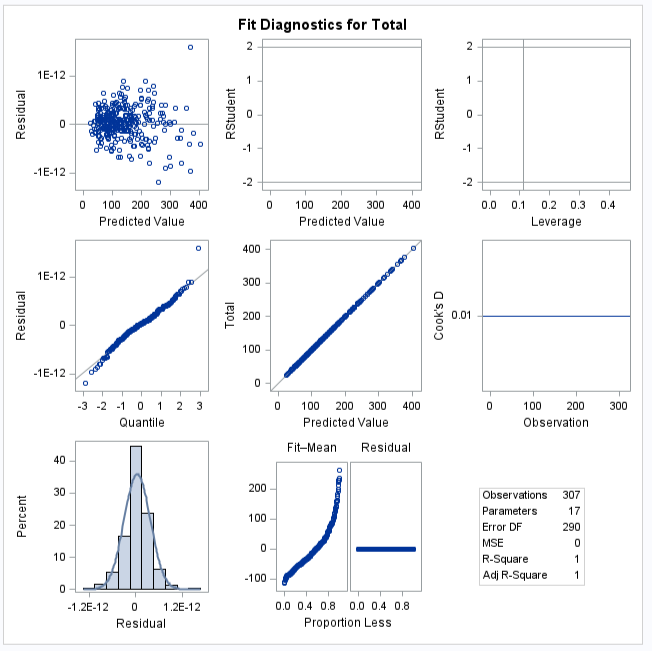 Fit Diagnostics for Total
Residual
1E-12
0
-1E-12
0 100 200 300 400
Predicted Value
RStudent
2
1
0
-1
-2
0 100 200 300 400
Predicted Value
RStudent
2
1
0
-1
-2
0.0 0.1 0.2 0.3 0.4
Leverage
Residual
1E-12
0
-1E-12
-3 -2 -1 0 1 2 3
Quantile
Total
400
300
200
100
0
0 100 200 300 400
Predicted Value
Cook's D
0.01
0 100 200 300
Observation
Percent
40
30
20
10
0
-1.2E-12 0 1.2E-12
Residual
Fit–Mean Residual
200
100
0
-100
0.0 0.4 0.8 0.0 0.4 0.8
Proportion Less
Observations 307
Parameters 17
Error DF 290
MSE 0
R-Square 1
Adj R-Square 1